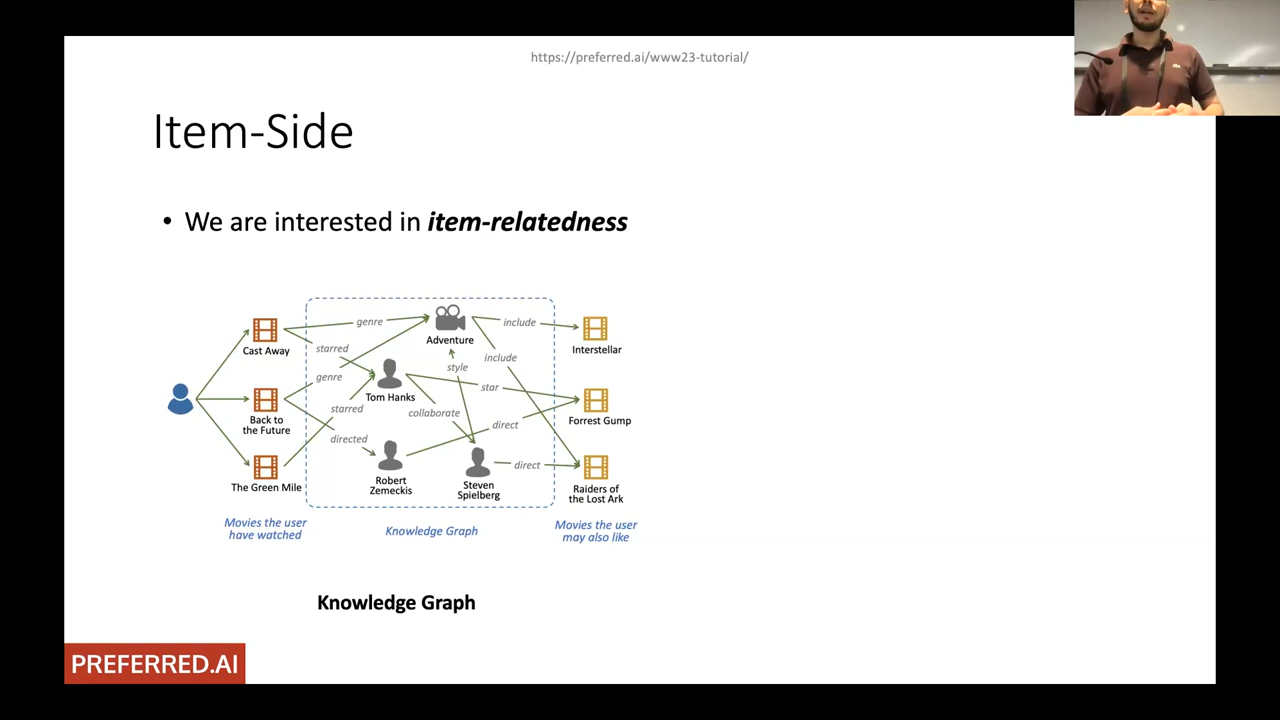 https://preferred.ai/www23-tutorial/
Item-Side
• We are interested in item-relatedness
genre
include
Adventure
Interstellar
Cast Away
starred
include
style
genre
Tom Hanks
star
starred
collaborate
Back to
the Future
Forrest Gump
direct
directed
direct
The Green Mile
Robert
Zemeckis
Steven
Spielberg
Raiders of
the Lost Ark
Movies the user
have watched
Knowledge Graph
Movies the user
may also like
Knowledge Graph
PREFERRED.AI